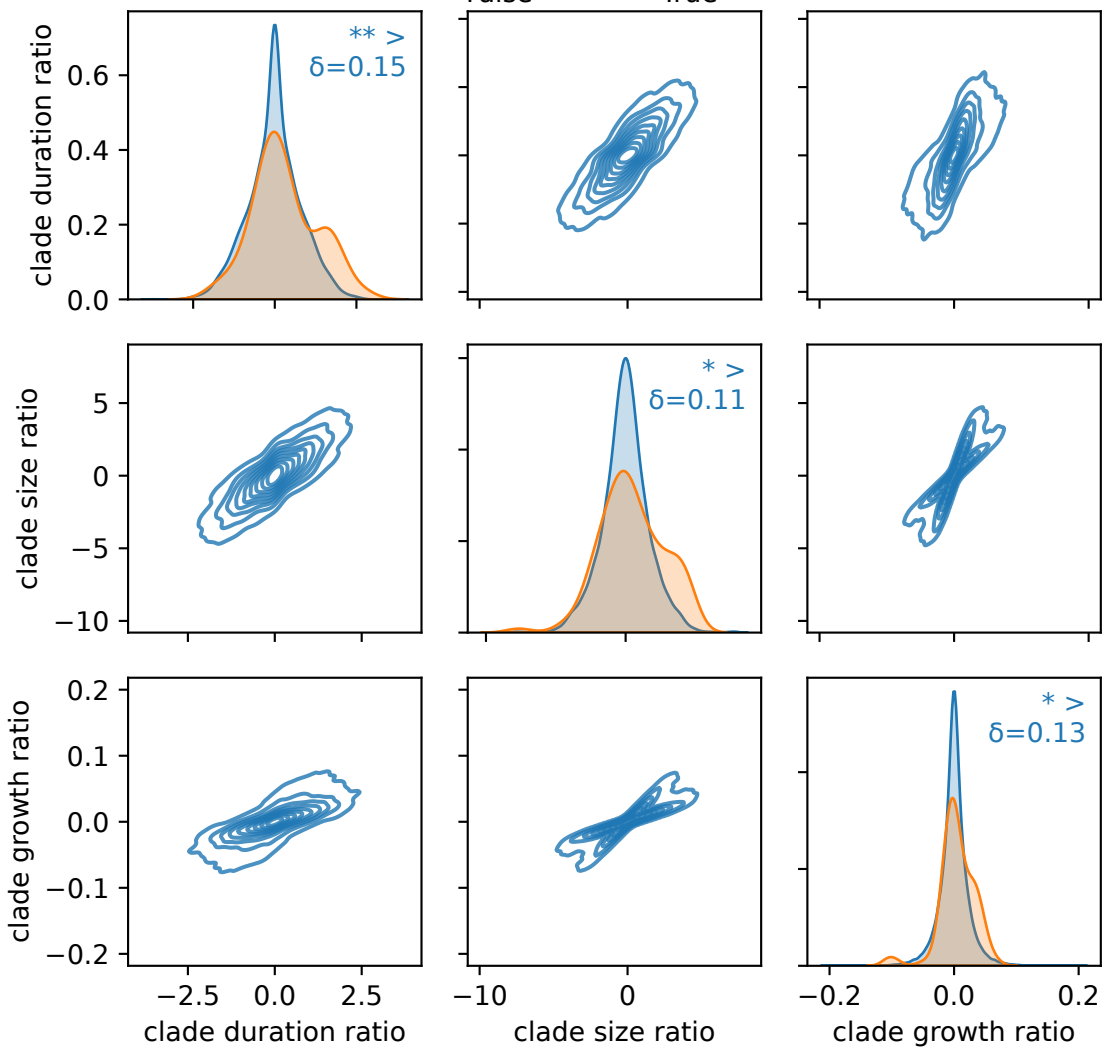 clade duration ratio
0.6
0.4
0.2
0.0
** >
δ=0.15
clade size ratio
5
0
−5
−10
* >
δ=0.11
clade growth ratio
0.2
0.1
0.0
−0.1
−0.2
* >
δ=0.13
−2.5 0.0 2.5
−10 0
−0.2 0.0 0.2
clade duration ratio
clade size ratio
clade growth ratio